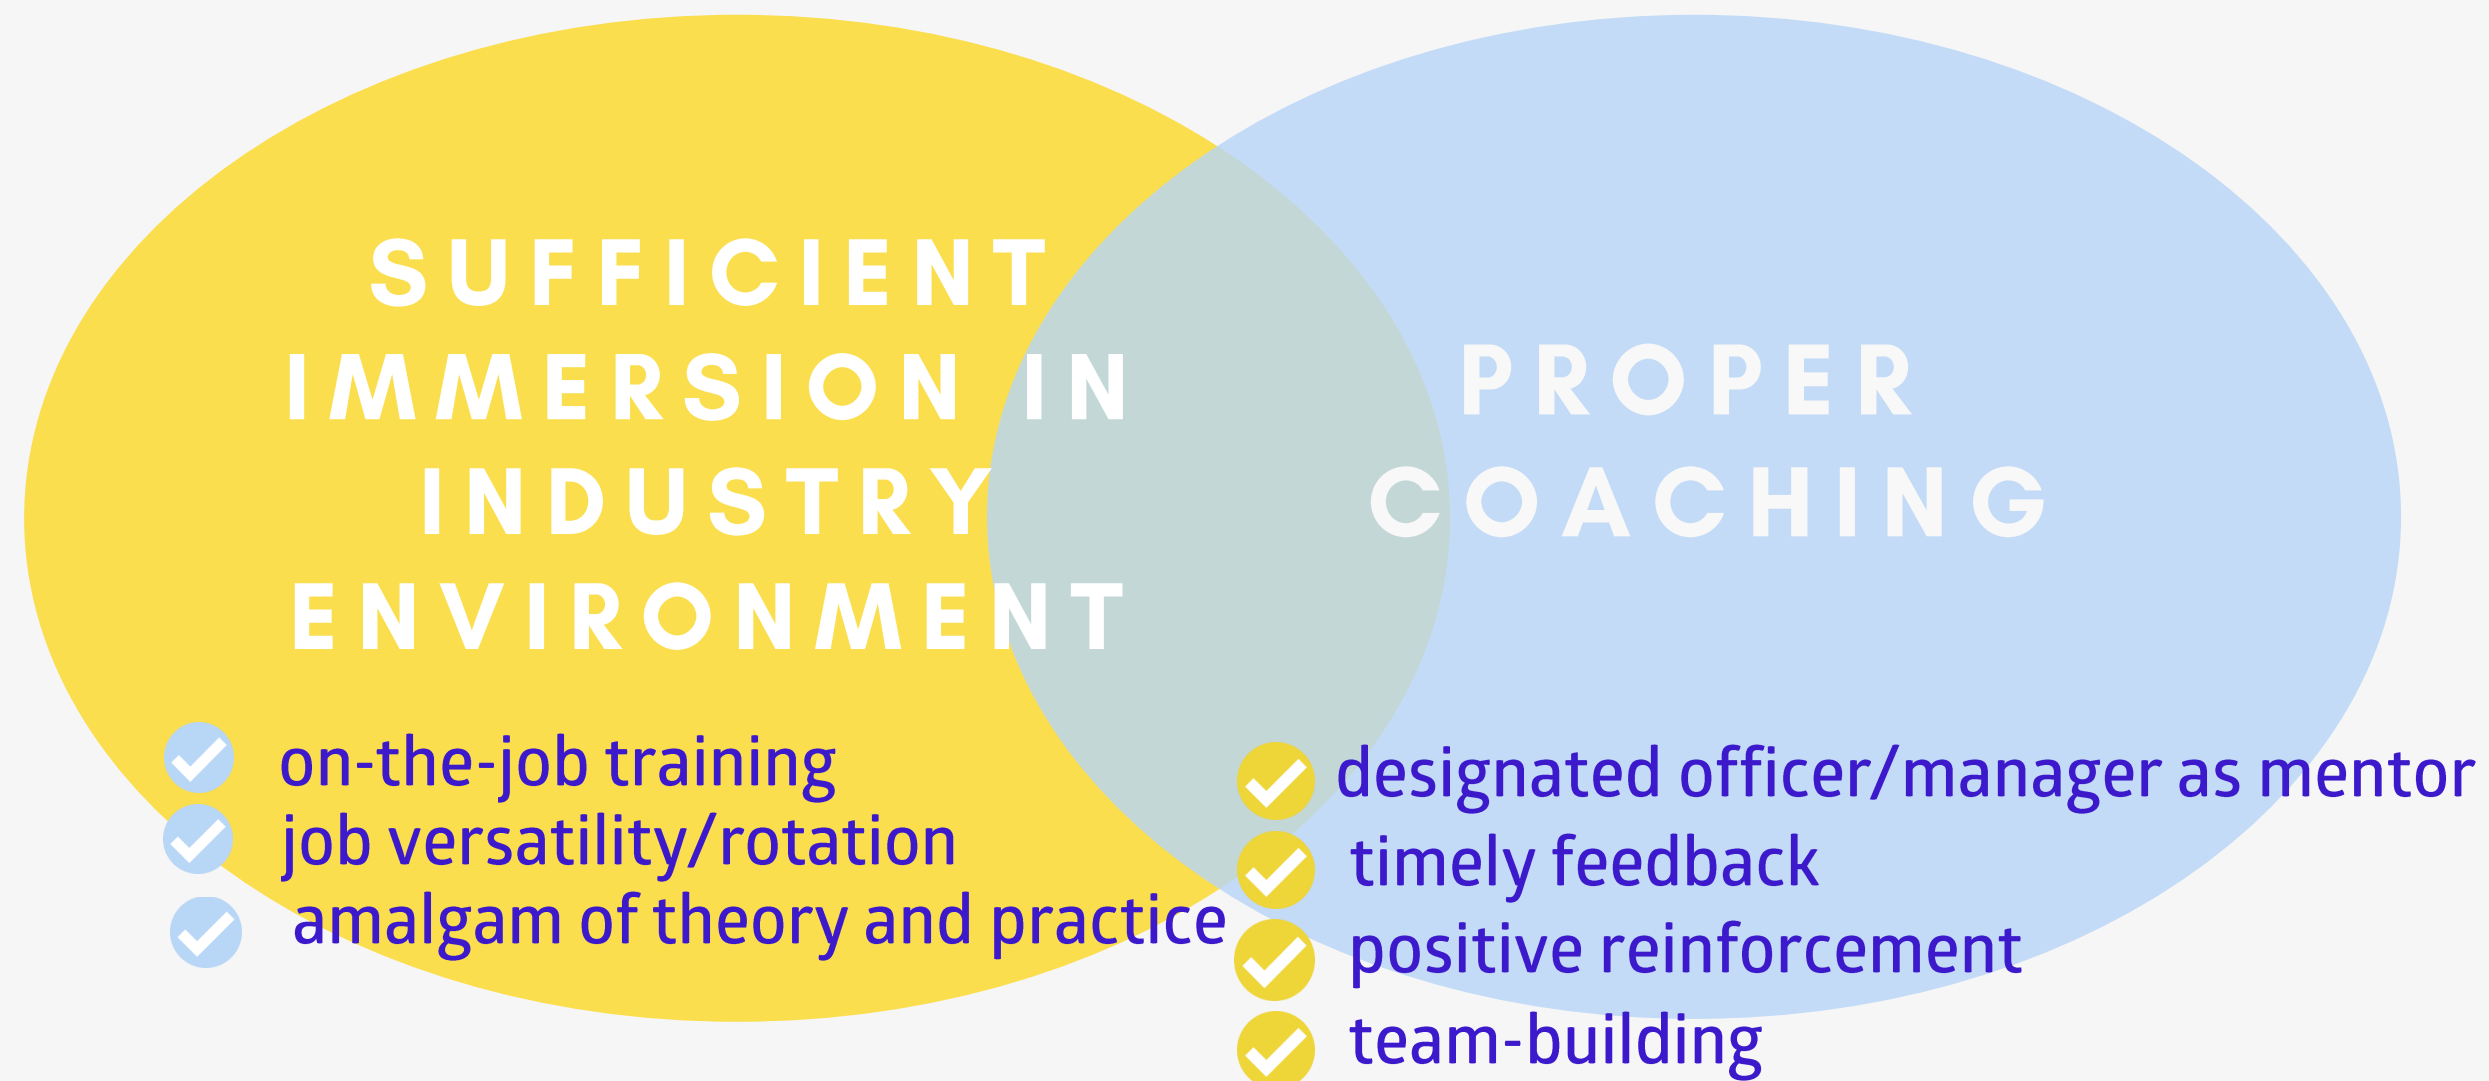 SUFFICIENT
IMMERSION IN
INDUSTRY
ENVIRONMENT
on-the-job training
job versatility/rotation
amalgam of theory and practice
PROPER
COACHING
designated officer/manager as mentor
timely feedback
positive reinforcement
team-building